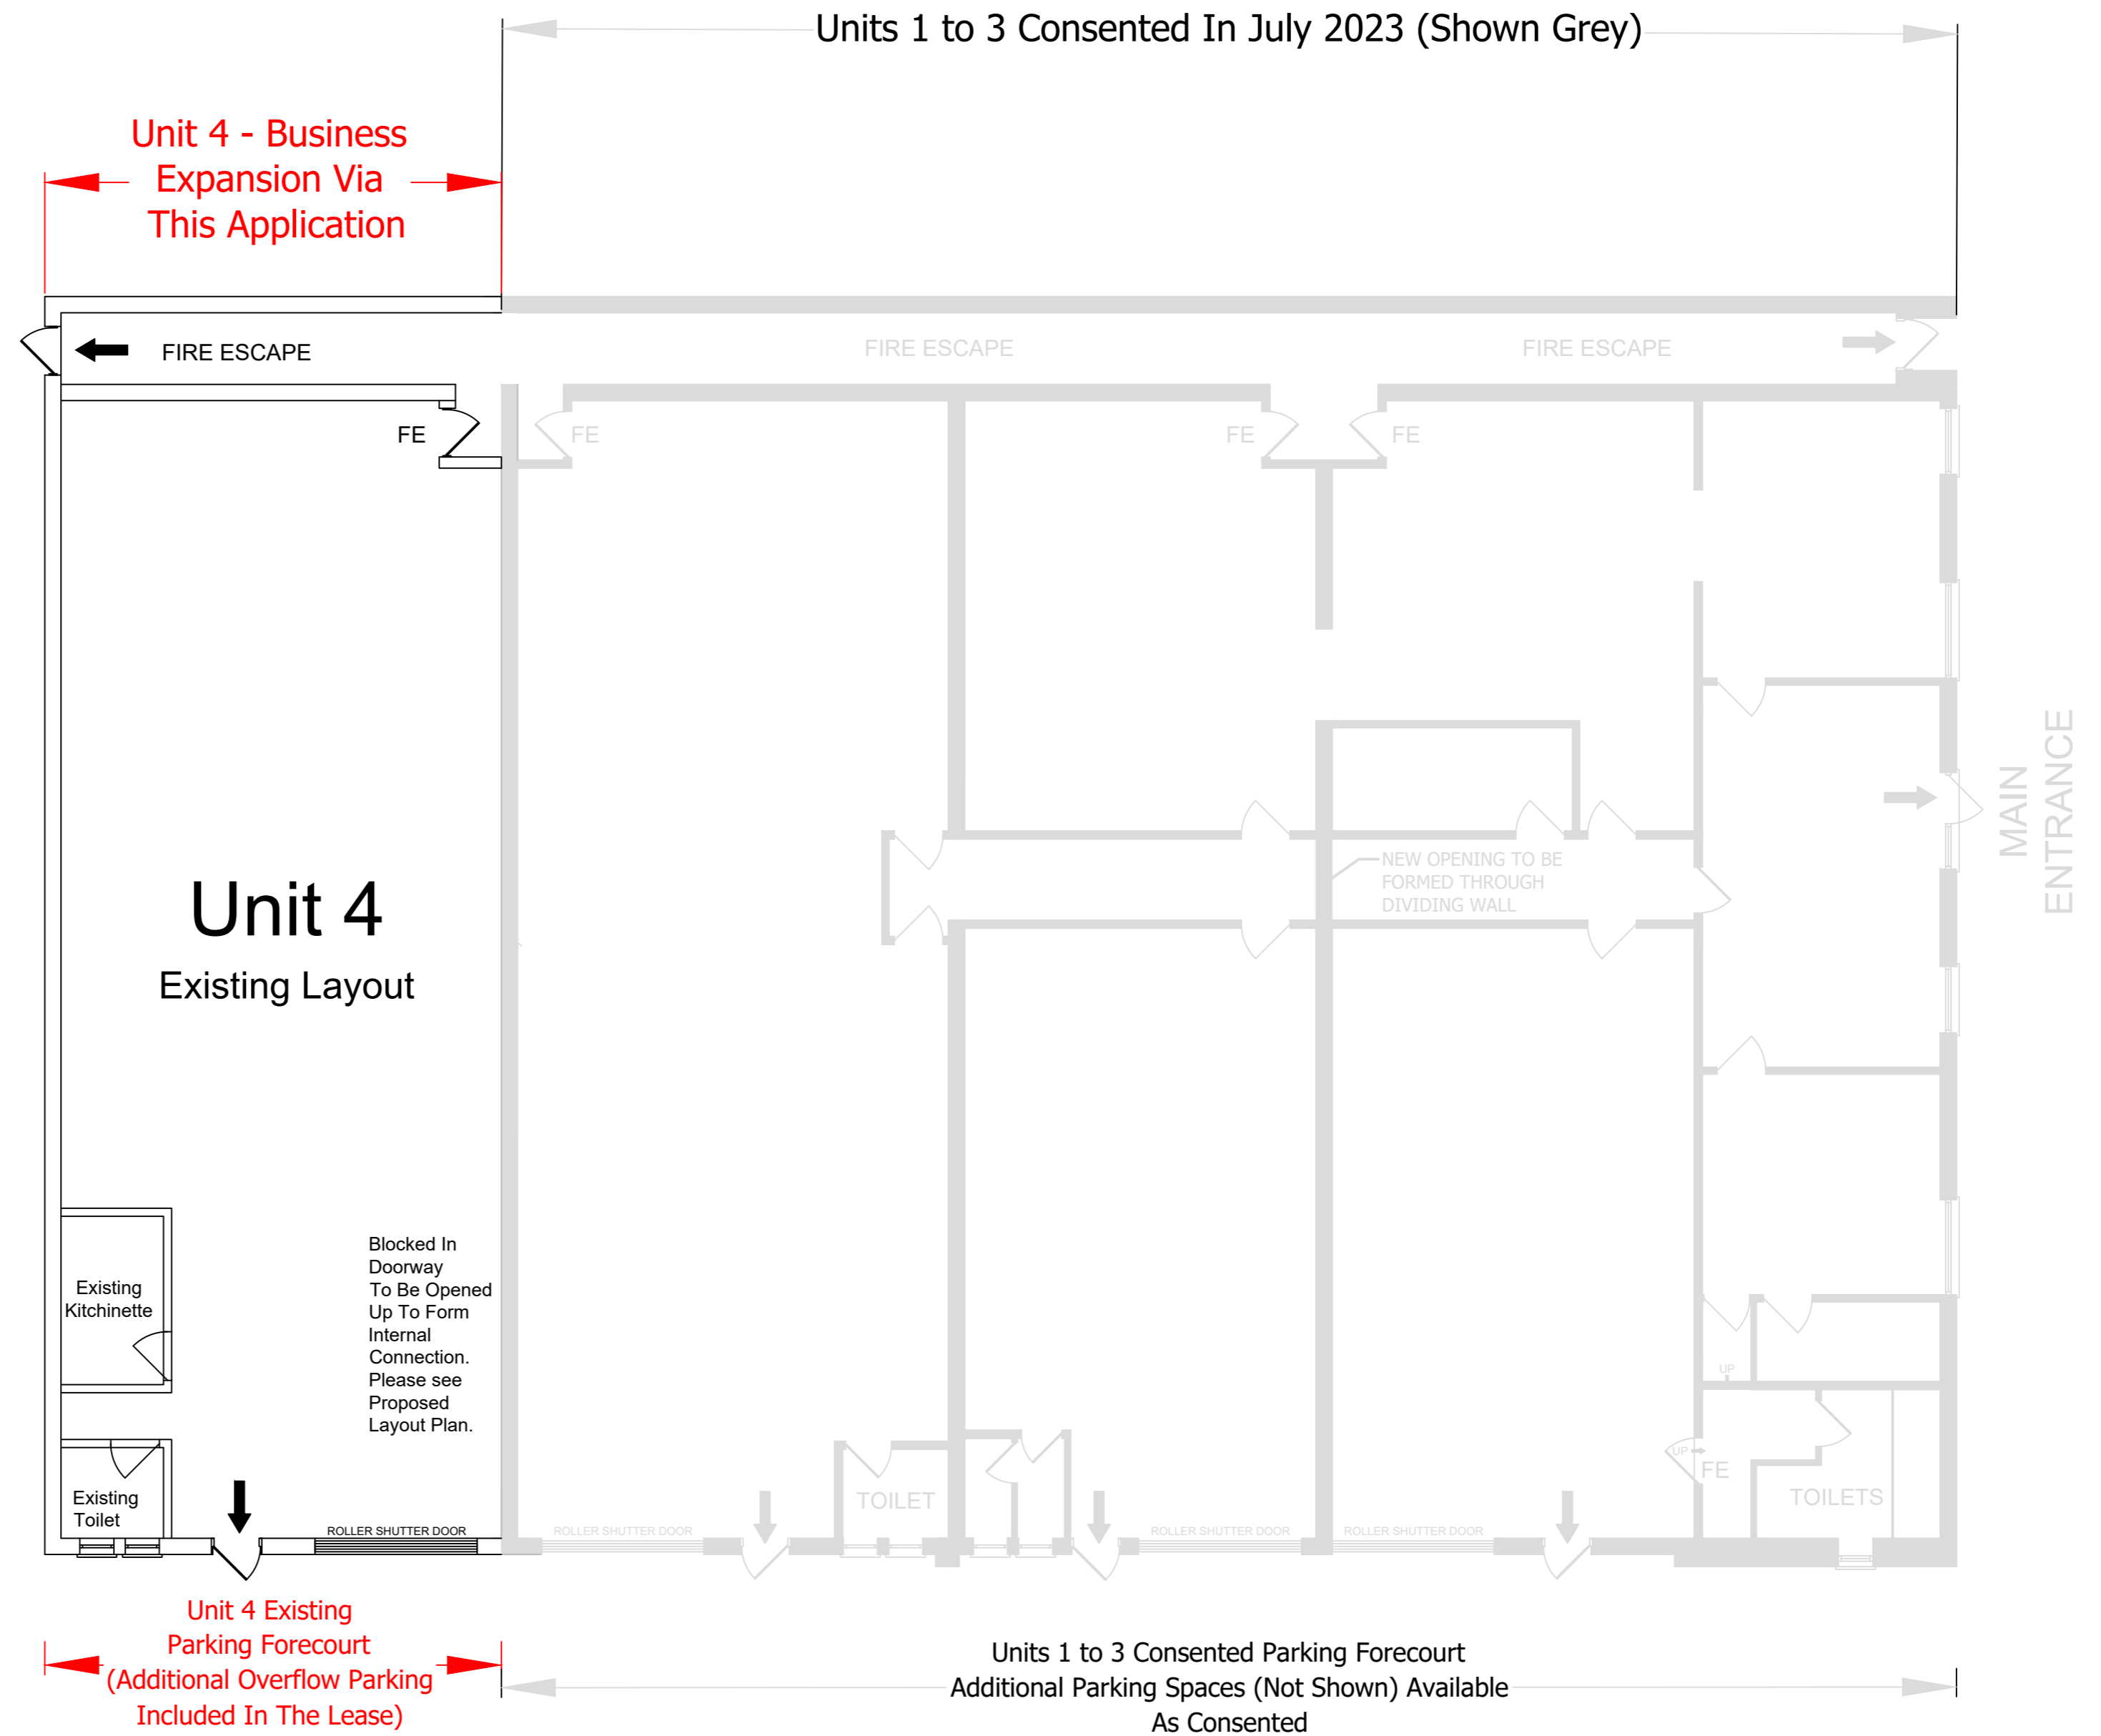 Units 1 to 3 Consented In July 2023 (Shown Grey)
Unit 4 - Business
Expansion Via
This Application
FIRE ESCAPE
FIRE ESCAPE
FIRE ESCAPE
FE
FE
FE
FE
MAIN
ENTRANCE
NEW OPENING TO BE
FORMED THROUGH
DIVIDING WALL
Unit 4
Existing Layout
Blocked In
Doorway
To Be Opened
Up To Form
Internal
Connection.
Please see
Proposed
Layout Plan.
Existing
Kitchinette
UP
UP
FE
Existing
Toilet
TOILET
TOILETS
ROLLER SHUTTER DOOR
ROLLER SHUTTER DOOR
ROLLER SHUTTER DOOR
ROLLER SHUTTER DOOR
Unit 4 Existing
Parking Forecourt
(Additional Overflow Parking
Included In The Lease)
Units 1 to 3 Consented Parking Forecourt
Additional Parking Spaces (Not Shown) Available
As Consented